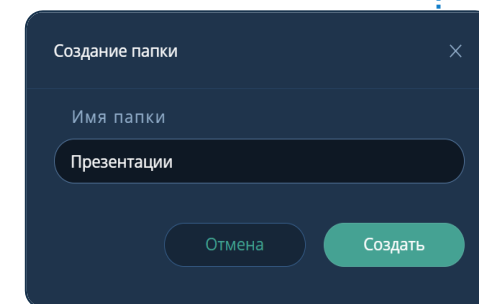 Создание папки
Имя папки
Презентации
Отмена
Создать